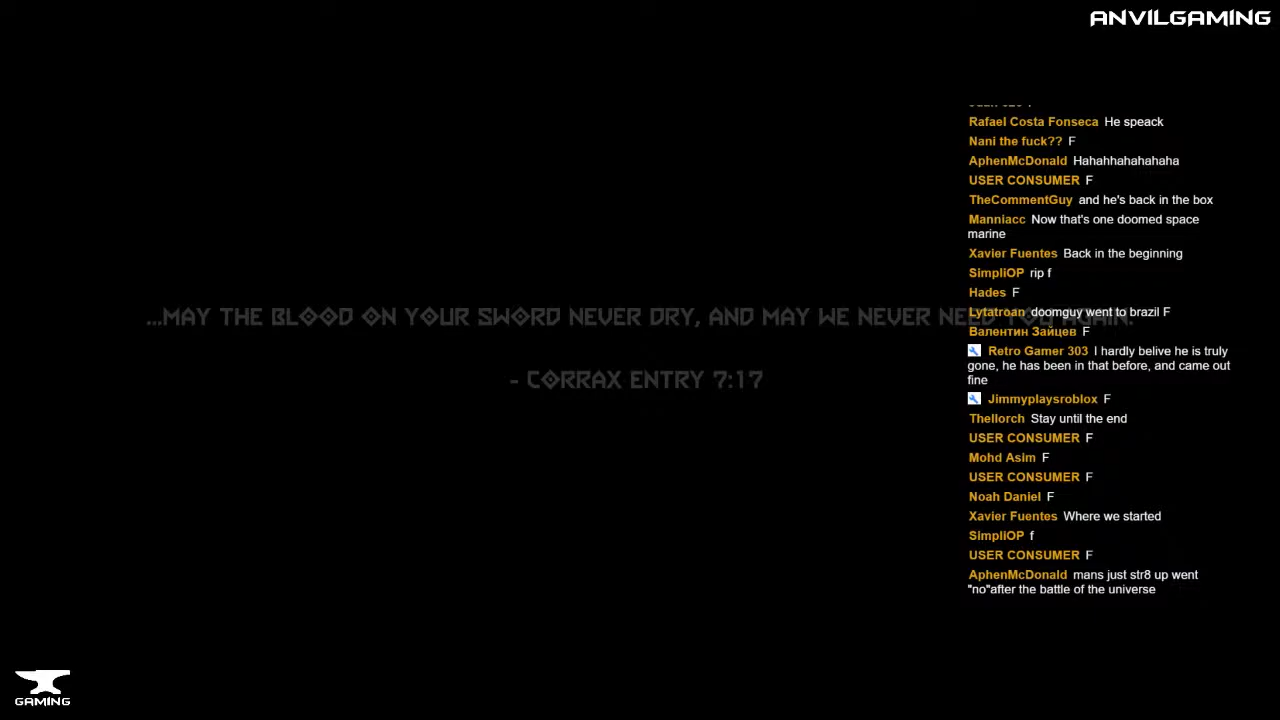 ANVILGAMING
Rafael Costa Fonseca He speack
Nani the fuck?? F
AphenMcDonald Hahahhahahahaha
USER CONSUMER F
TheCommentGuy and he's back in the box
Manniacc Now that's one doomed space
marine
Xavier Fuentes Back in the beginning
SimpliOP rip f
Hades F
...MAY THE BLOOD ON YOUR SWORD NEVER DRY, AND MAY WE NEVER NEED YOU AGAIN.
Lytatroan doomguy went to brazil F
Валентин Зайцев F
Retro Gamer 303 I hardly belive he is truly
gone, he has been in that before, and came out
fine
- CORRAX ENTRY 7:17
Jimmyplaysroblox F
Thellorch Stay until the end
USER CONSUMER F
Mohd Asim F
USER CONSUMER F
Noah Daniel F
Xavier Fuentes Where we started
SimpliOP f
USER CONSUMER F
AphenMcDonald mans just str8 up went
"no"after the battle of the universe
GAMING